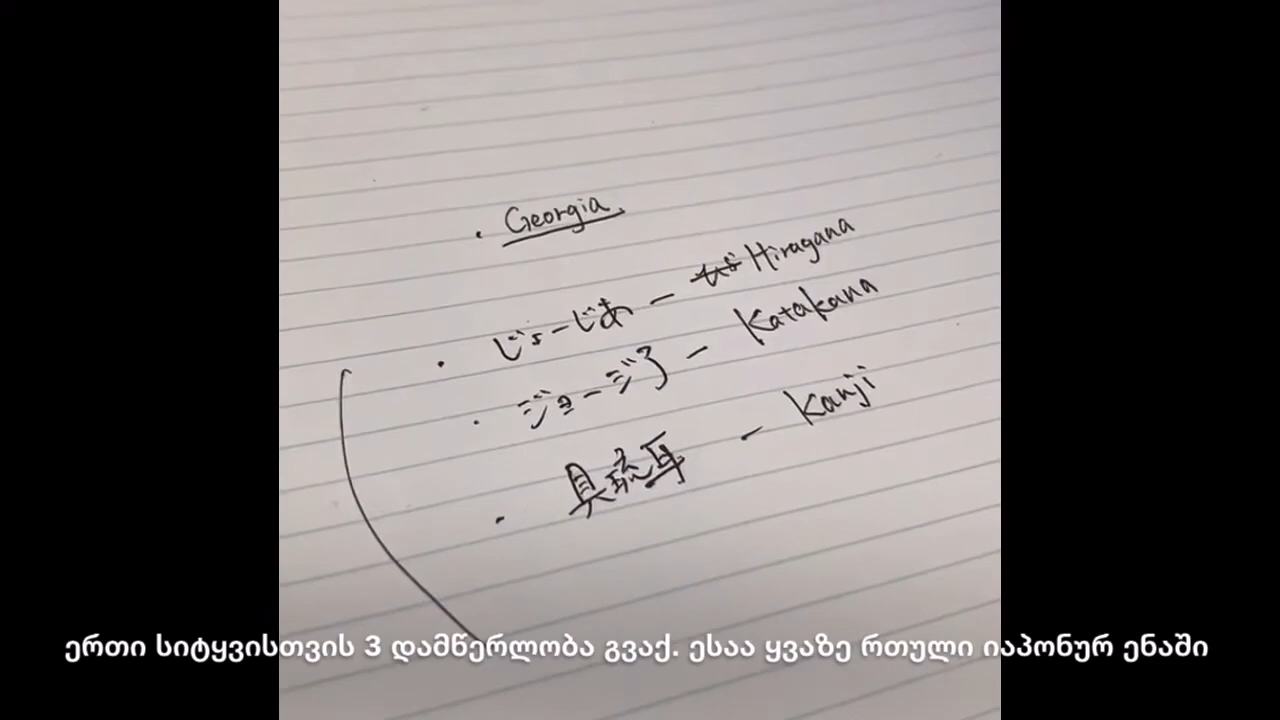 · Georgia
· じょーじあ – Hiragana
· ジョージア – Katakana
· 具琉耳 – Kanji
ერთი სიტყვისთვის 3 დამწერლობა გვაქ. ესაა ყვაზე რთული იაპონურ ენაში